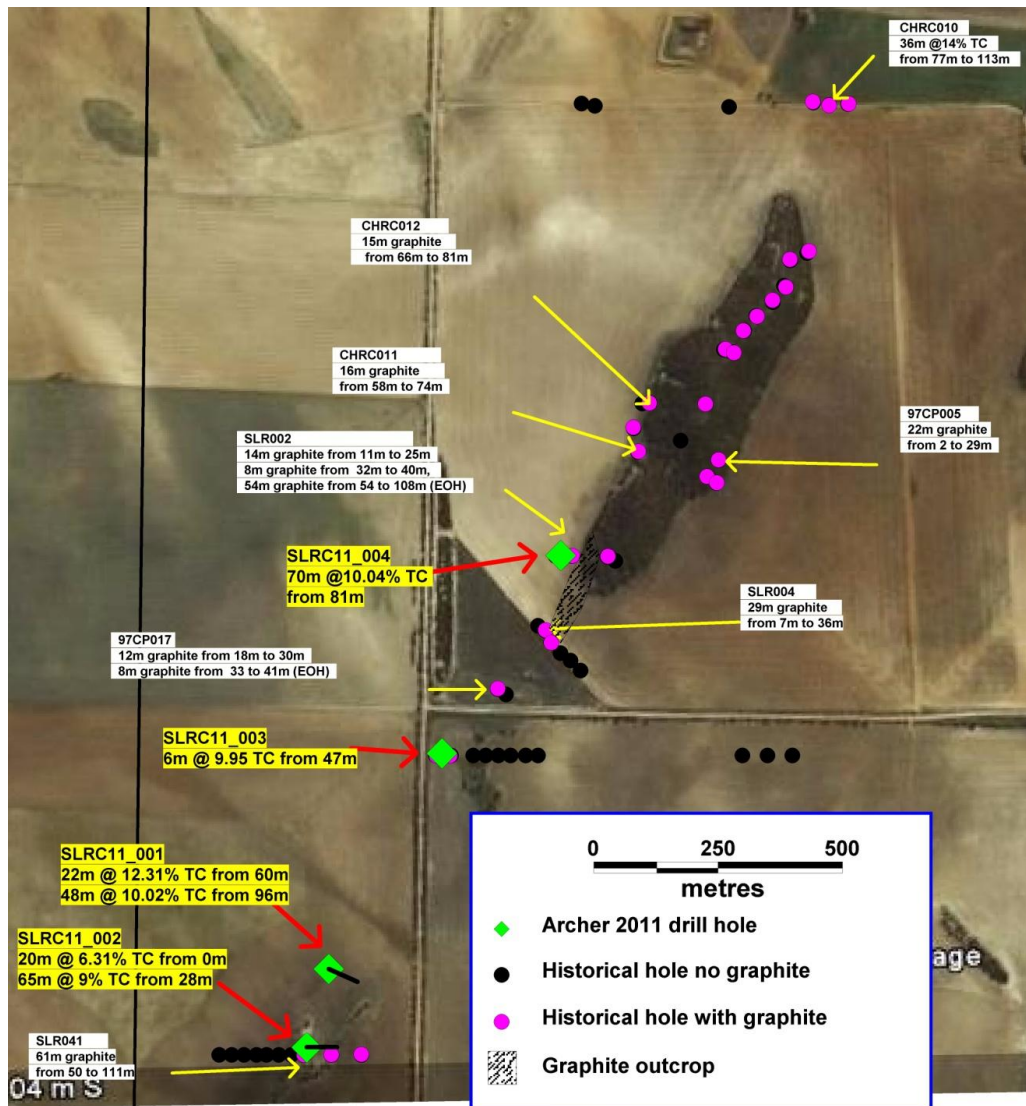 CHRC010
36m @14% TC
from 77m to 113m
CHRC012
15m graphite
from 66m to 81m
CHRC011
16m graphite
from 58m to 74m
97CP005
22m graphite
from 2 to 29m
SLR002
14m graphite from 11m to 25m
8m graphite from 32m to 40m,
54m graphite from 54 to 108m (EOH)
SLRC11_004
70m @10.04% TC
from 81m
SLR004
29m graphite
from 7m to 36m
97CP017
12m graphite from 18m to 30m
8m graphite from 33 to 41m (EOH)
SLRC11_003
6m @ 9.95 TC from 47m
SLRC11_001
22m @ 12.31% TC from 60m
48m @ 10.02% TC from 96m
SLRC11_002
20m @ 6.31% TC from 0m
65m @ 9% TC from 28m
SLR041
61m graphite
from 50 to 111m
04 m S
age
0 250 500
metres
Archer 2011 drill hole
Historical hole no graphite
Historical hole with graphite
Graphite outcrop